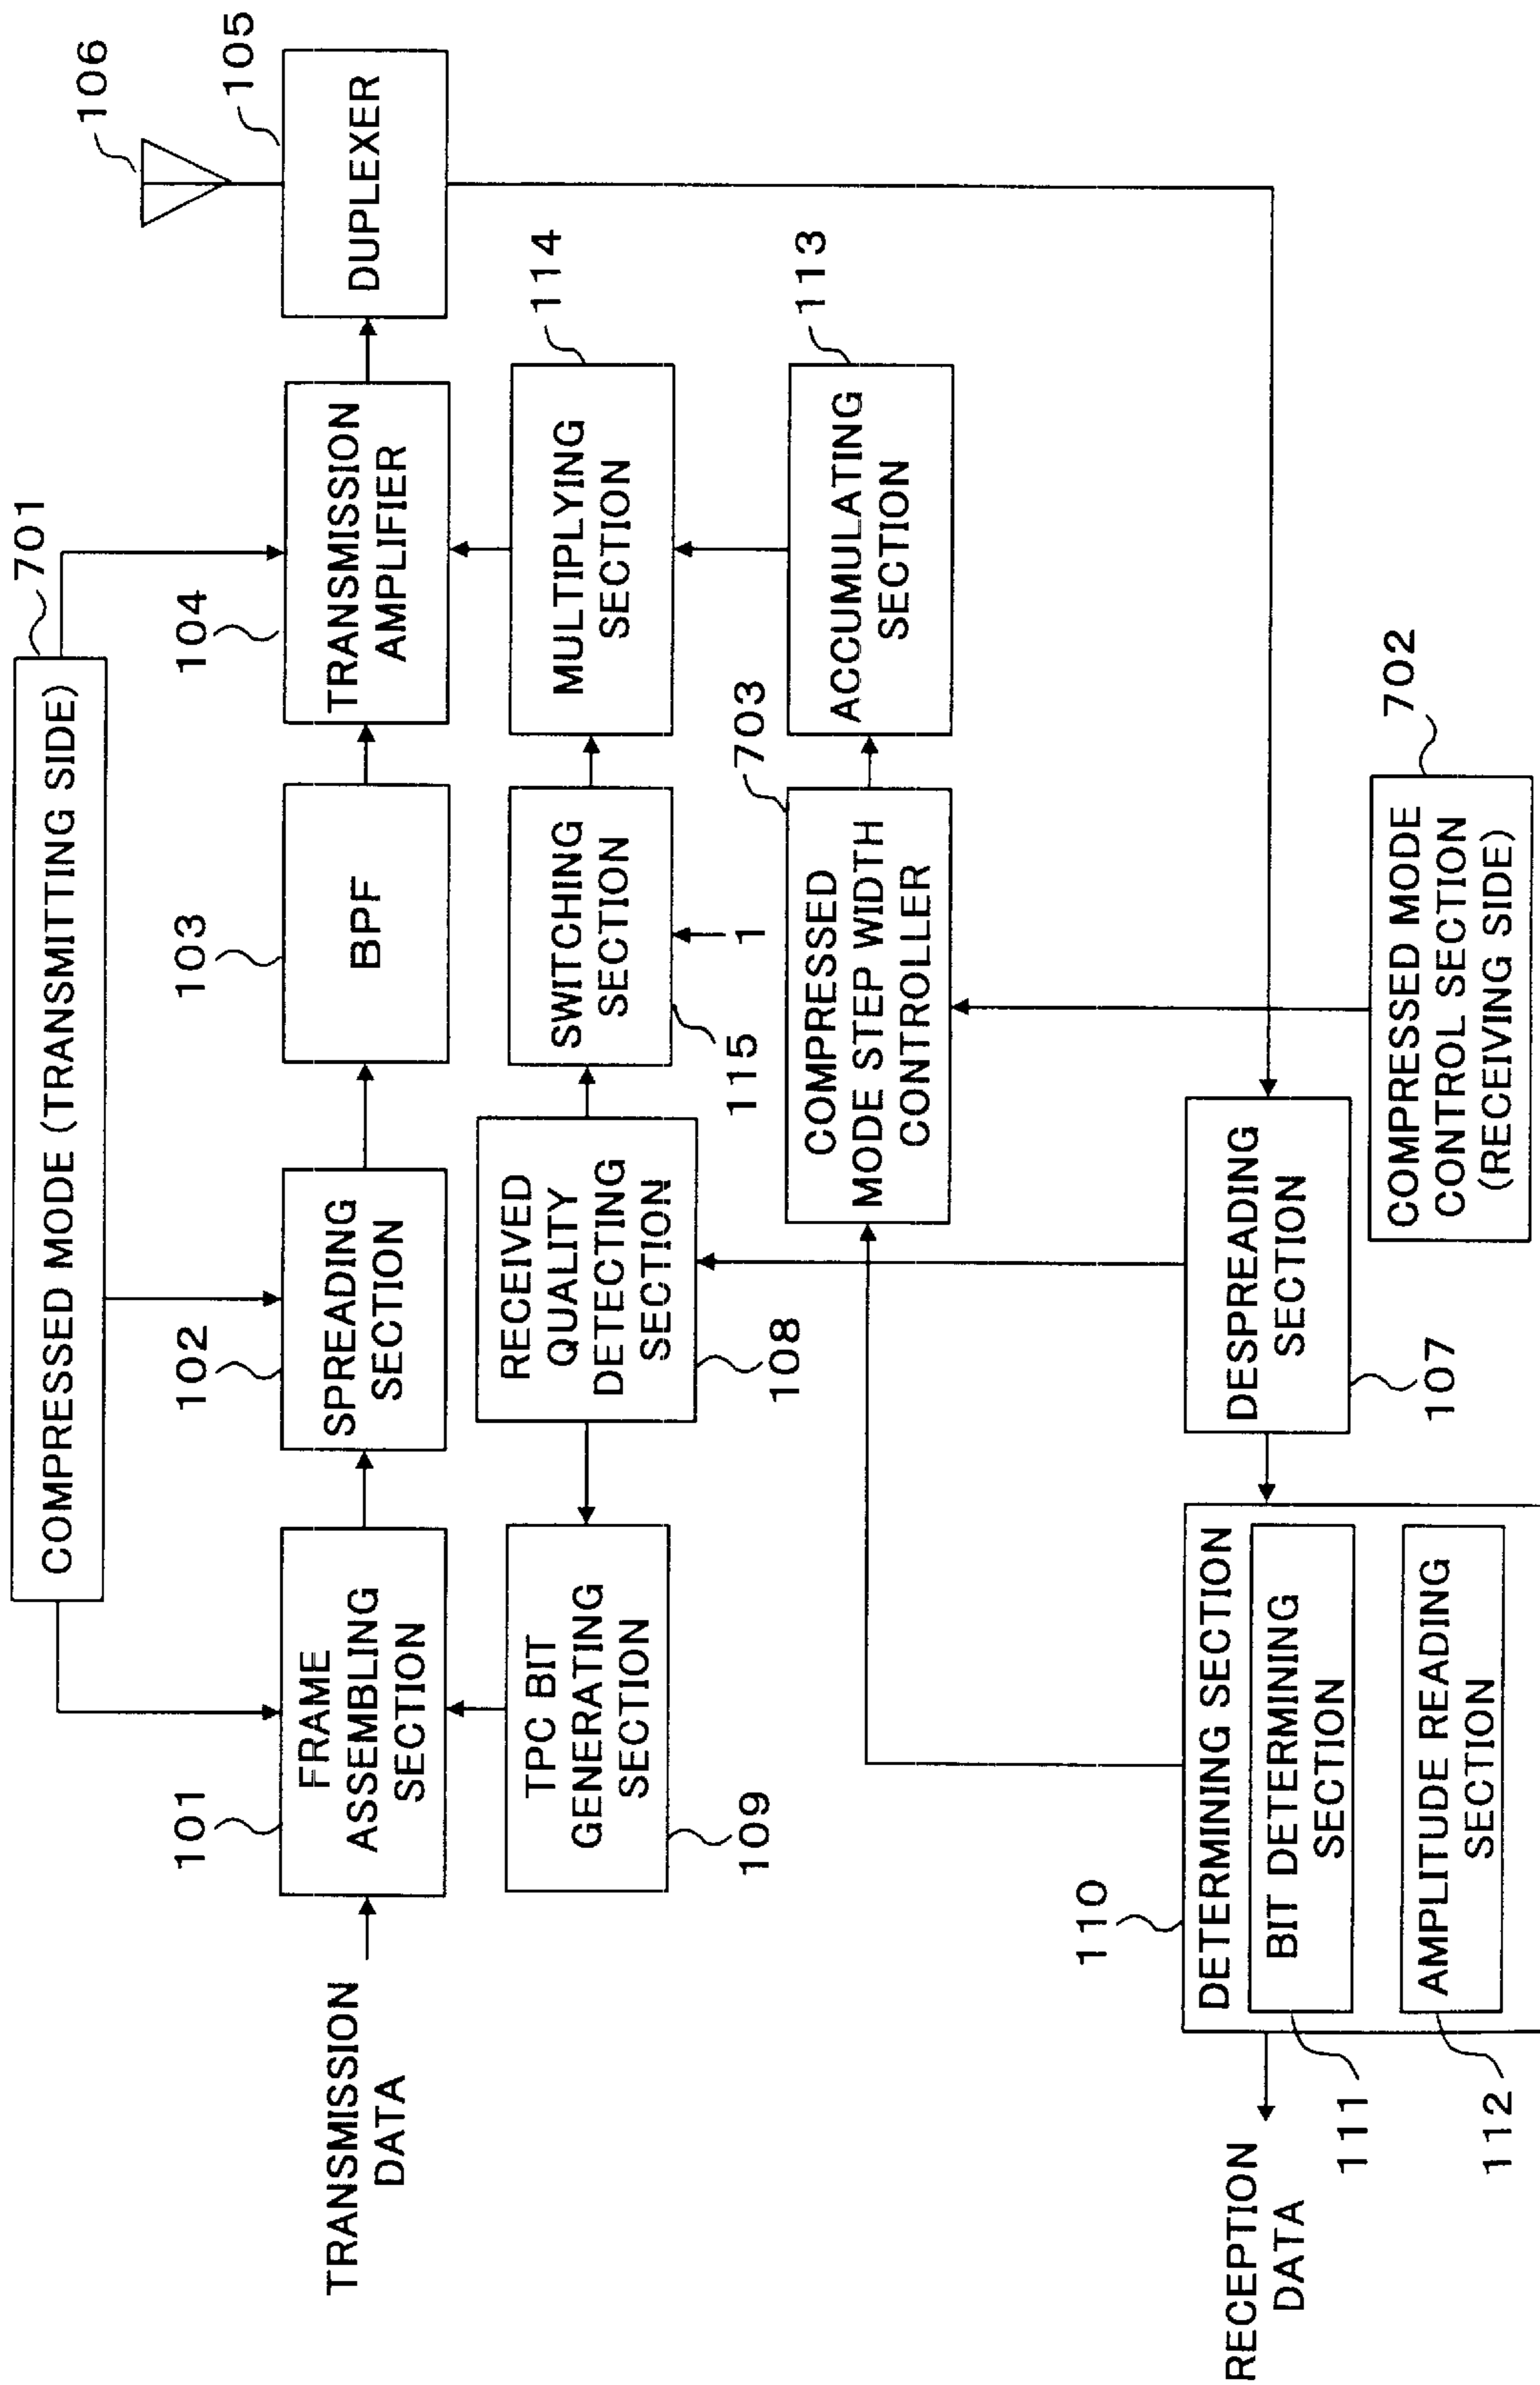 COMPRESSED MODE (TRANSMITTING SIDE)
701
106
105
DUPLEXER
104
TRANSMISSION
AMPLIFIER
103
BPF
102
SPREADING
SECTION
101
FRAME
ASSEMBLING
SECTION
TRANSMISSION
DATA
114
MULTIPLYING
SECTION
SWITCHING
SECTION
115
1
RECEIVED
QUALITY
DETECTING
SECTION
108
TPC BIT
GENERATING
SECTION
109
113
ACCUMULATING
SECTION
703
COMPRESSED
MODE STEP WIDTH
CONTROLLER
DESPREADING
SECTION
107
702
COMPRESSED MODE
CONTROL SECTION
(RECEIVING SIDE)
110
DETERMINING SECTION
BIT DETERMINING
SECTION
111
AMPLITUDE READING
SECTION
112
RECEPTION
DATA